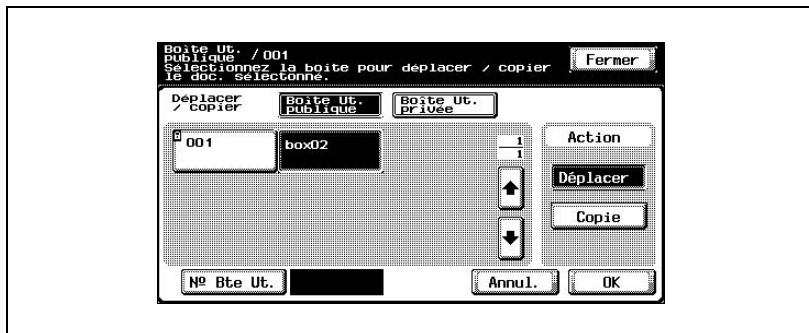 Boîte Ut.
publique / 001
Sélectionnez la boîte pour déplacer / copier
le doc. sélectonné.
Fermer
Déplacer
/ copier
Boîte Ut.
publique
Boîte Ut.
privée
001
box02
1
1
Action
Déplacer
Copie
Nº Bte Ut.
Annul.
OK